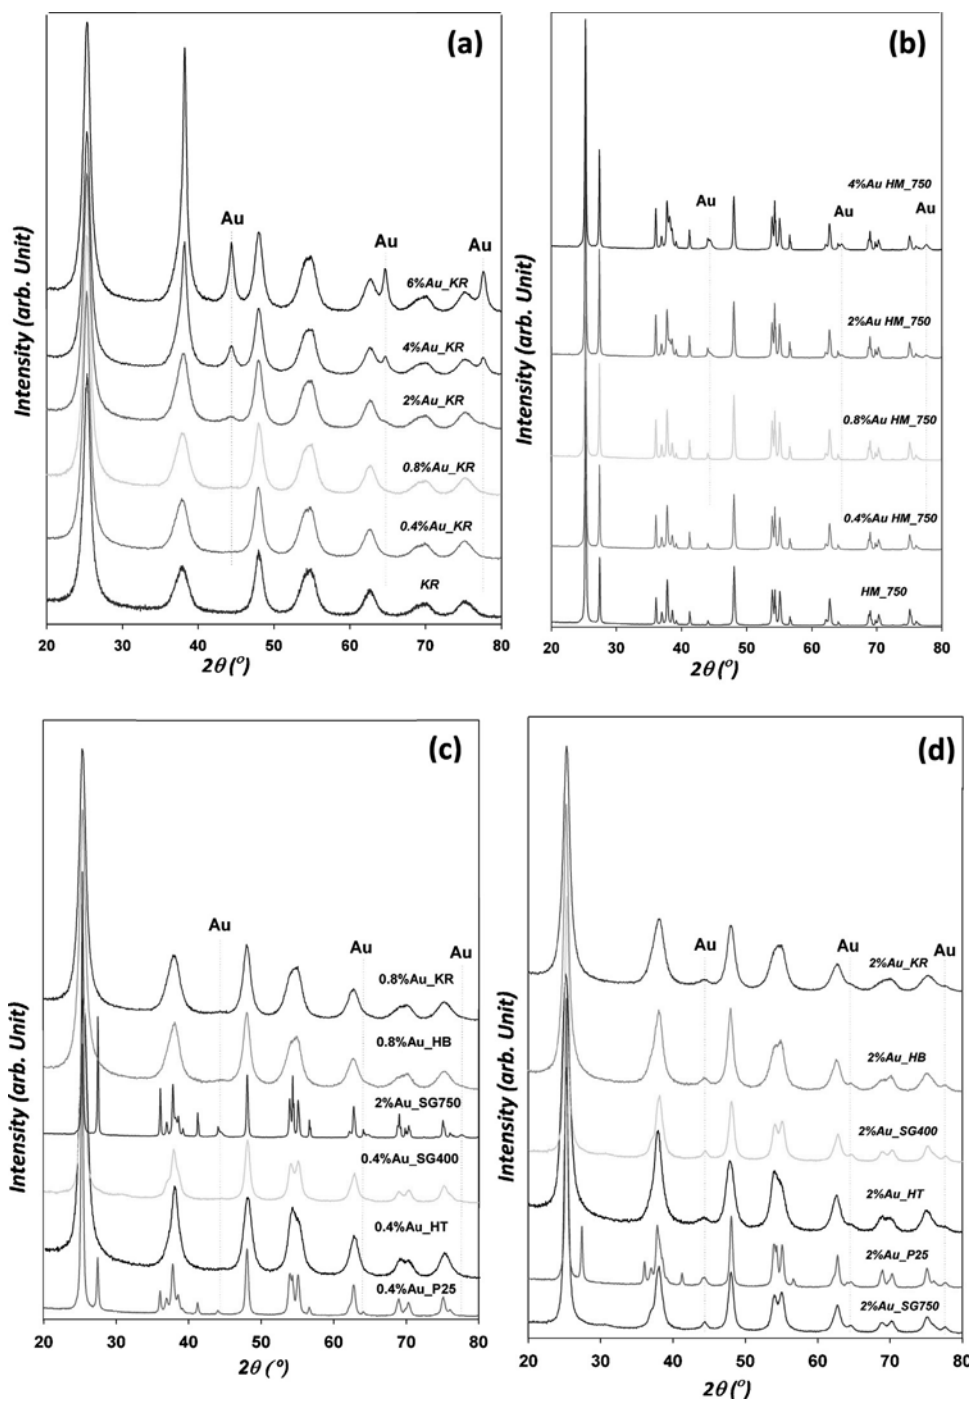 (a)
Au
Au
Au
6%Au_KR
4%Au_KR
2%Au_KR
0.8%Au_KR
0.4%Au_KR
KR
Intensity (arb. Unit)
20 30 40 50 60 70 80
2θ (°)
(b)
4%Au HM_750
Au
Au
Au
2%Au HM_750
0.8%Au HM_750
0.4%Au HM_750
HM_750
Intensity (arb. Unit)
20 30 40 50 60 70 80
2θ (°)
(c)
Au
Au
Au
0.8%Au_KR
0.8%Au_HB
2%Au_SG750
0.4%Au_SG400
0.4%Au_HT
0.4%Au_P25
Intensity (arb. Unit)
20 30 40 50 60 70 80
2θ (°)
(d)
Au
Au
Au
2%Au_KR
2%Au_HB
2%Au_SG400
2%Au_HT
2%Au_P25
2%Au_SG750
Intensity (arb. Unit)
20 30 40 50 60 70 80
2θ (°)